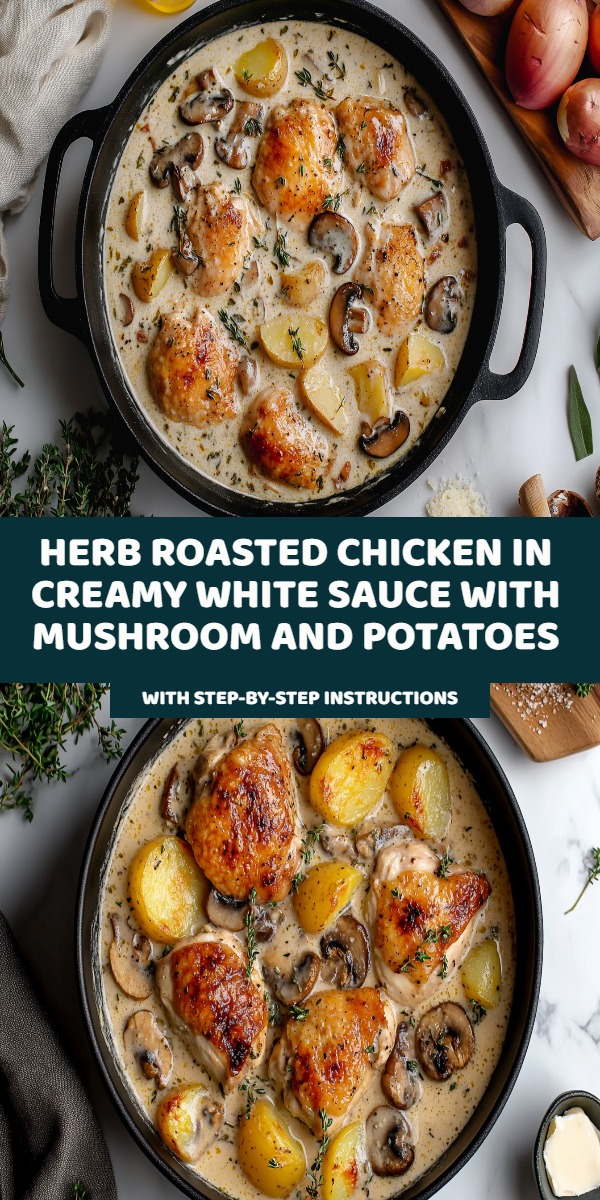 HERB ROASTED CHICKEN IN
CREAMY WHITE SAUCE WITH
MUSHROOM AND POTATOES
WITH STEP-BY-STEP INSTRUCTIONS